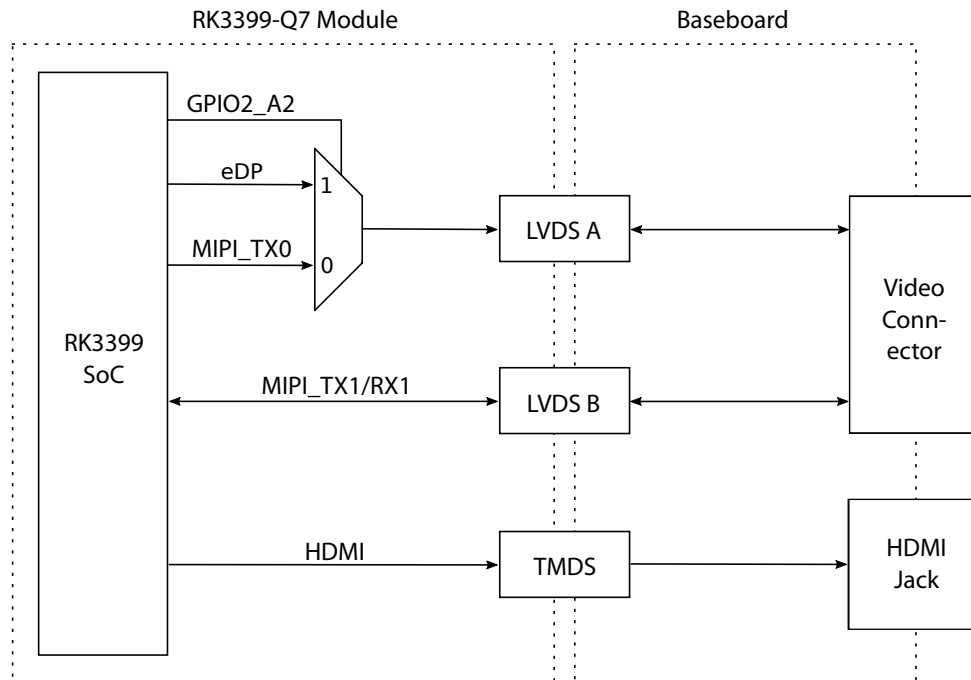 RK3399-Q7 Module
Baseboard
GPIO2_A2
eDP
1
MIPI_TX0
0
RK3399
SoC
LVDS A
Video
Conn-
ector
MIPI_TX1/RX1
LVDS B
HDMI
TMDS
HDMI
Jack